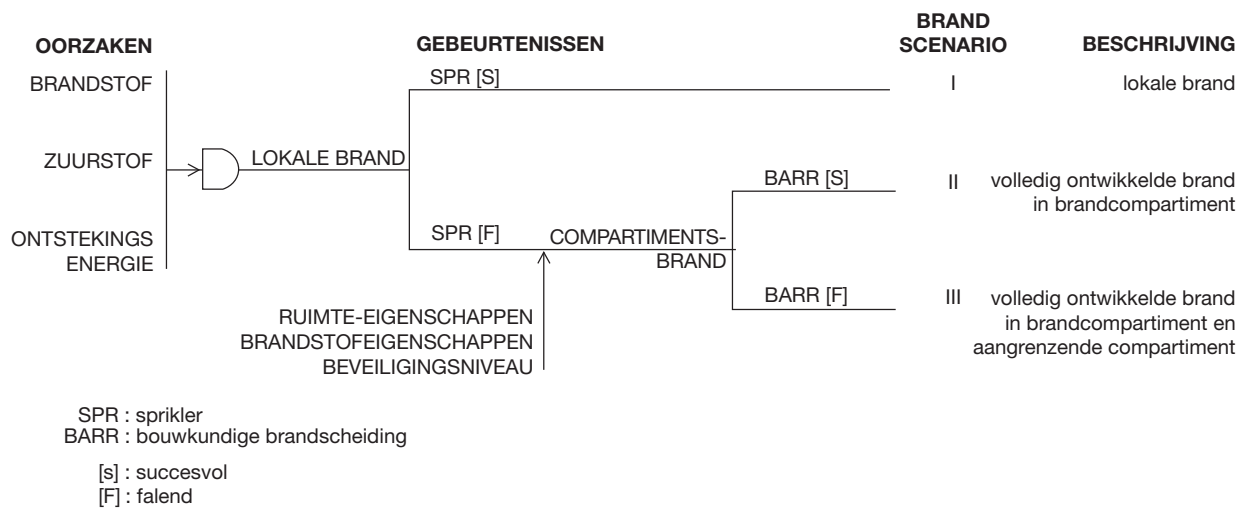 OORZAKEN
GEBEURTENISSEN
BRAND
SCENARIO
BESCHRIJVING
BRANDSTOF
SPR [S]
I
lokale brand
ZUURSTOF
LOKALE BRAND
BARR [S]
II
volledig ontwikkelde brand
in brandcompartiment
ONTSTEKINGS
ENERGIE
SPR [F]
COMPARTIMENTS-
BRAND
BARR [F]
III
volledig ontwikkelde brand
in brandcompartiment en
aangrenzende compartiment
RUIMTE-EIGENSCHAPPEN
BRANDSTOFEIGENSCHAPPEN
BEVEILIGINGSNIVEAU
SPR : sprikler
BARR : bouwkundige brandscheiding
[s] : succesvol
[F] : falend